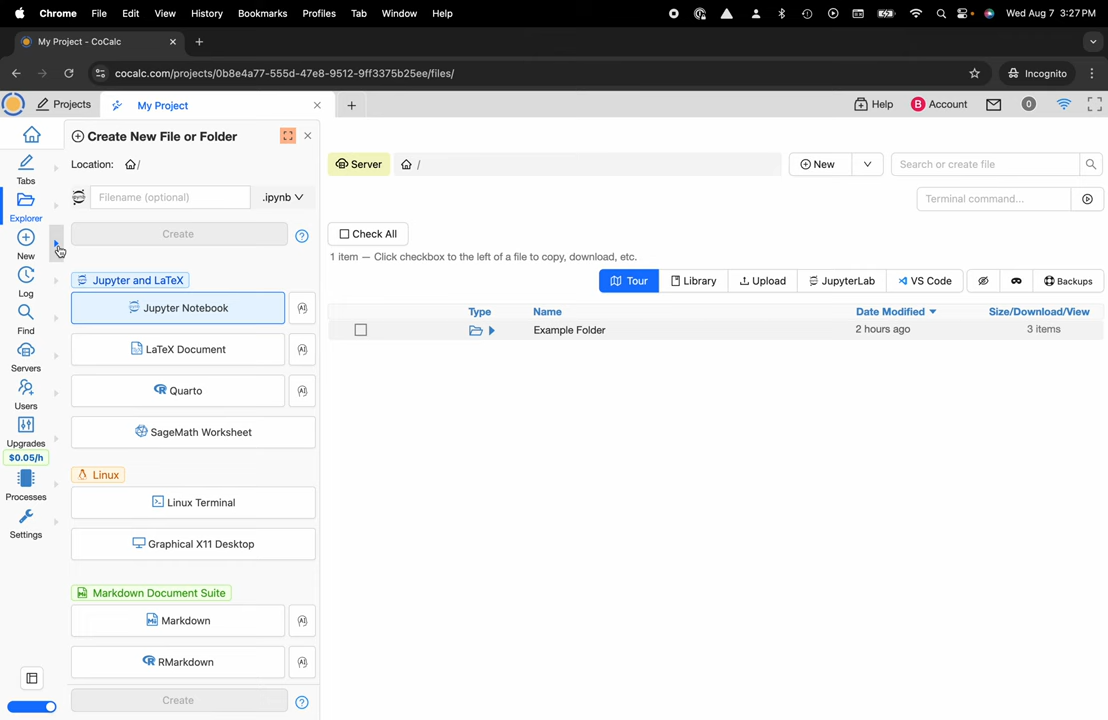 Chrome File Edit View History Bookmarks Profiles Tab Window Help Wed Aug 7 3:27 PM
My Project - CoCalc
cocalc.com/projects/0b8e4a77-555d-47e8-9512-9ff3375b25ee/files/ Incognito
Projects My Project Help B Account 0
Create New File or Folder
Location: /
Server / New Search or create file
Tabs
Filename (optional) .ipynb Terminal command...
Explorer
Create Check All
New
1 item — Click checkbox to the left of a file to copy, download, etc.
Jupyter and LaTeX Tour Library Upload JupyterLab VS Code Backups
Log
Jupyter Notebook Type Name Date Modified Size/Download/View
Find Example Folder 2 hours ago 3 items
LaTeX Document
Servers
Quarto
Users
SageMath Worksheet
Upgrades
$0.05/h
Linux
Processes
Linux Terminal
Settings
Graphical X11 Desktop
Markdown Document Suite
Markdown
RMarkdown
Create